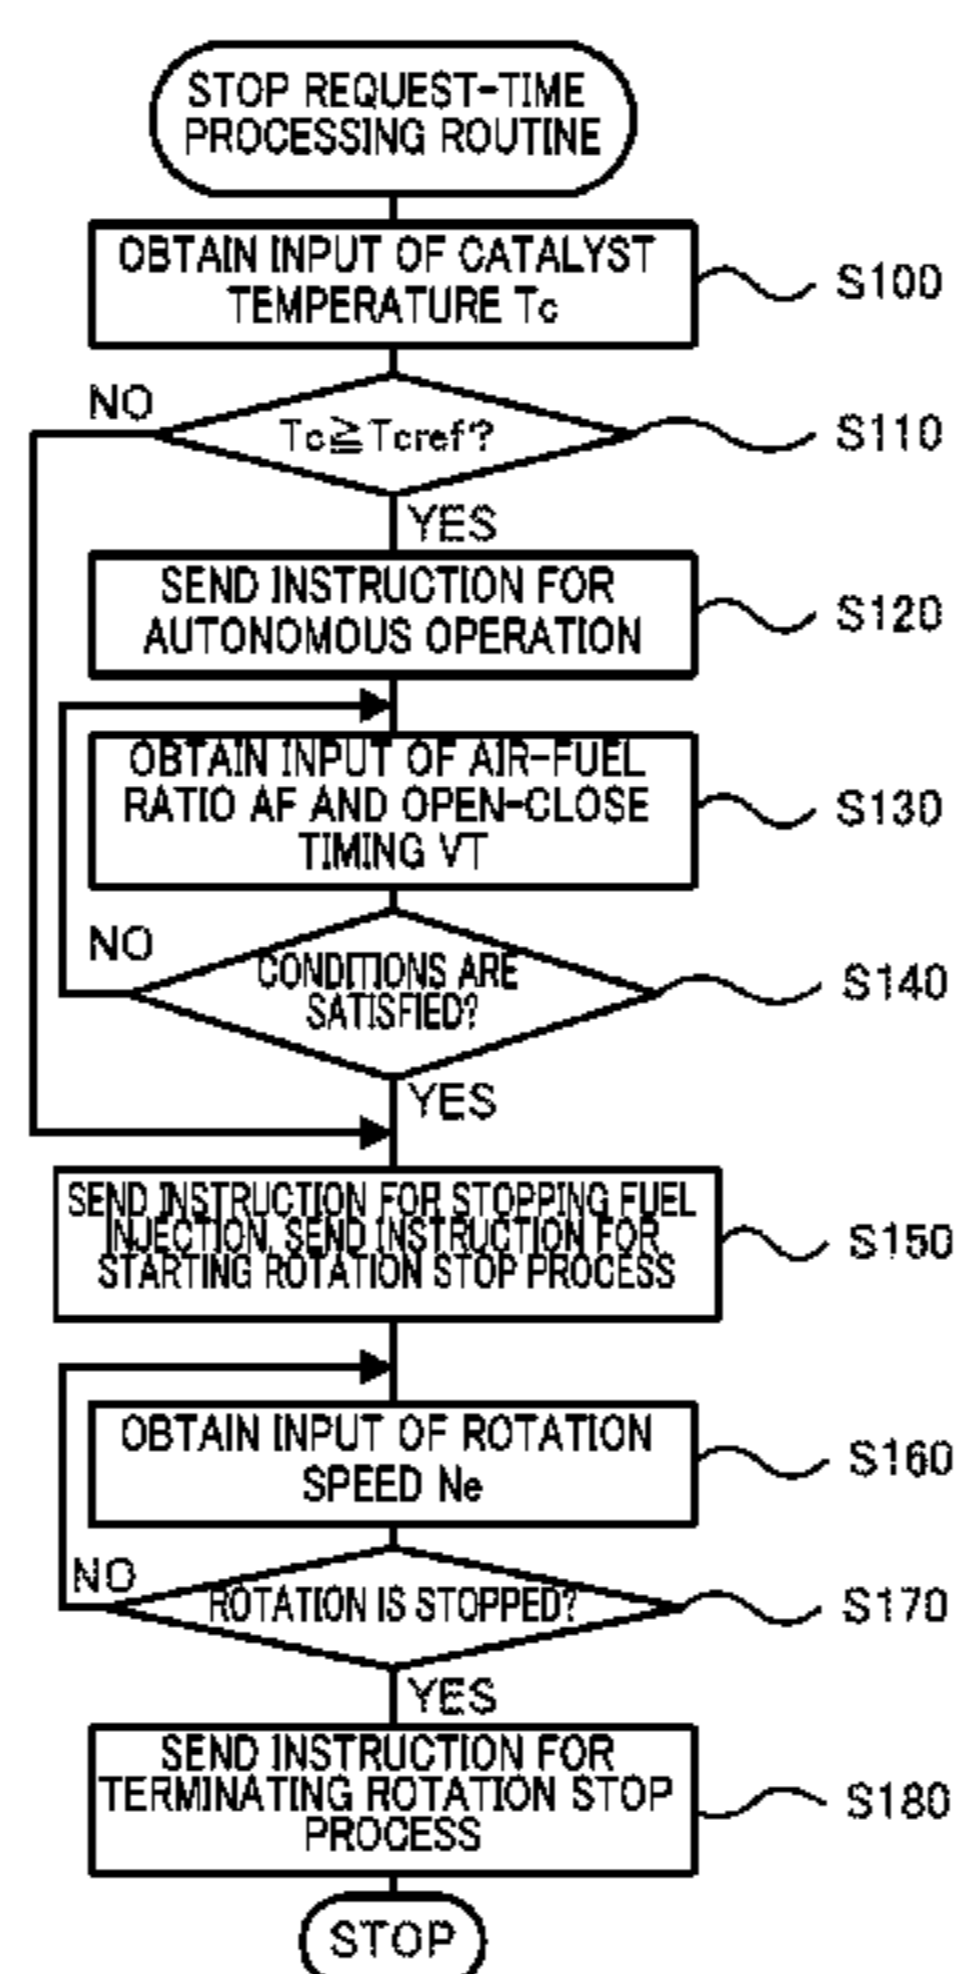 STOP REQUEST-TIME
PROCESSING ROUTINE
OBTAIN INPUT OF CATALYST
TEMPERATURE Tc
S100
NO
Tc≧Tcref?
S110
YES
SEND INSTRUCTION FOR
AUTONOMOUS OPERATION
S120
OBTAIN INPUT OF AIR-FUEL
RATIO AF AND OPEN-CLOSE
TIMING VT
S130
NO
CONDITIONS ARE
SATISFIED?
S140
YES
SEND INSTRUCTION FOR STOPPING FUEL
INJECTION, SEND INSTRUCTION FOR
STARTING ROTATION STOP PROCESS
S150
OBTAIN INPUT OF ROTATION
SPEED Ne
S160
NO
ROTATION IS STOPPED?
S170
YES
SEND INSTRUCTION FOR
TERMINATING ROTATION STOP
PROCESS
S180
STOP